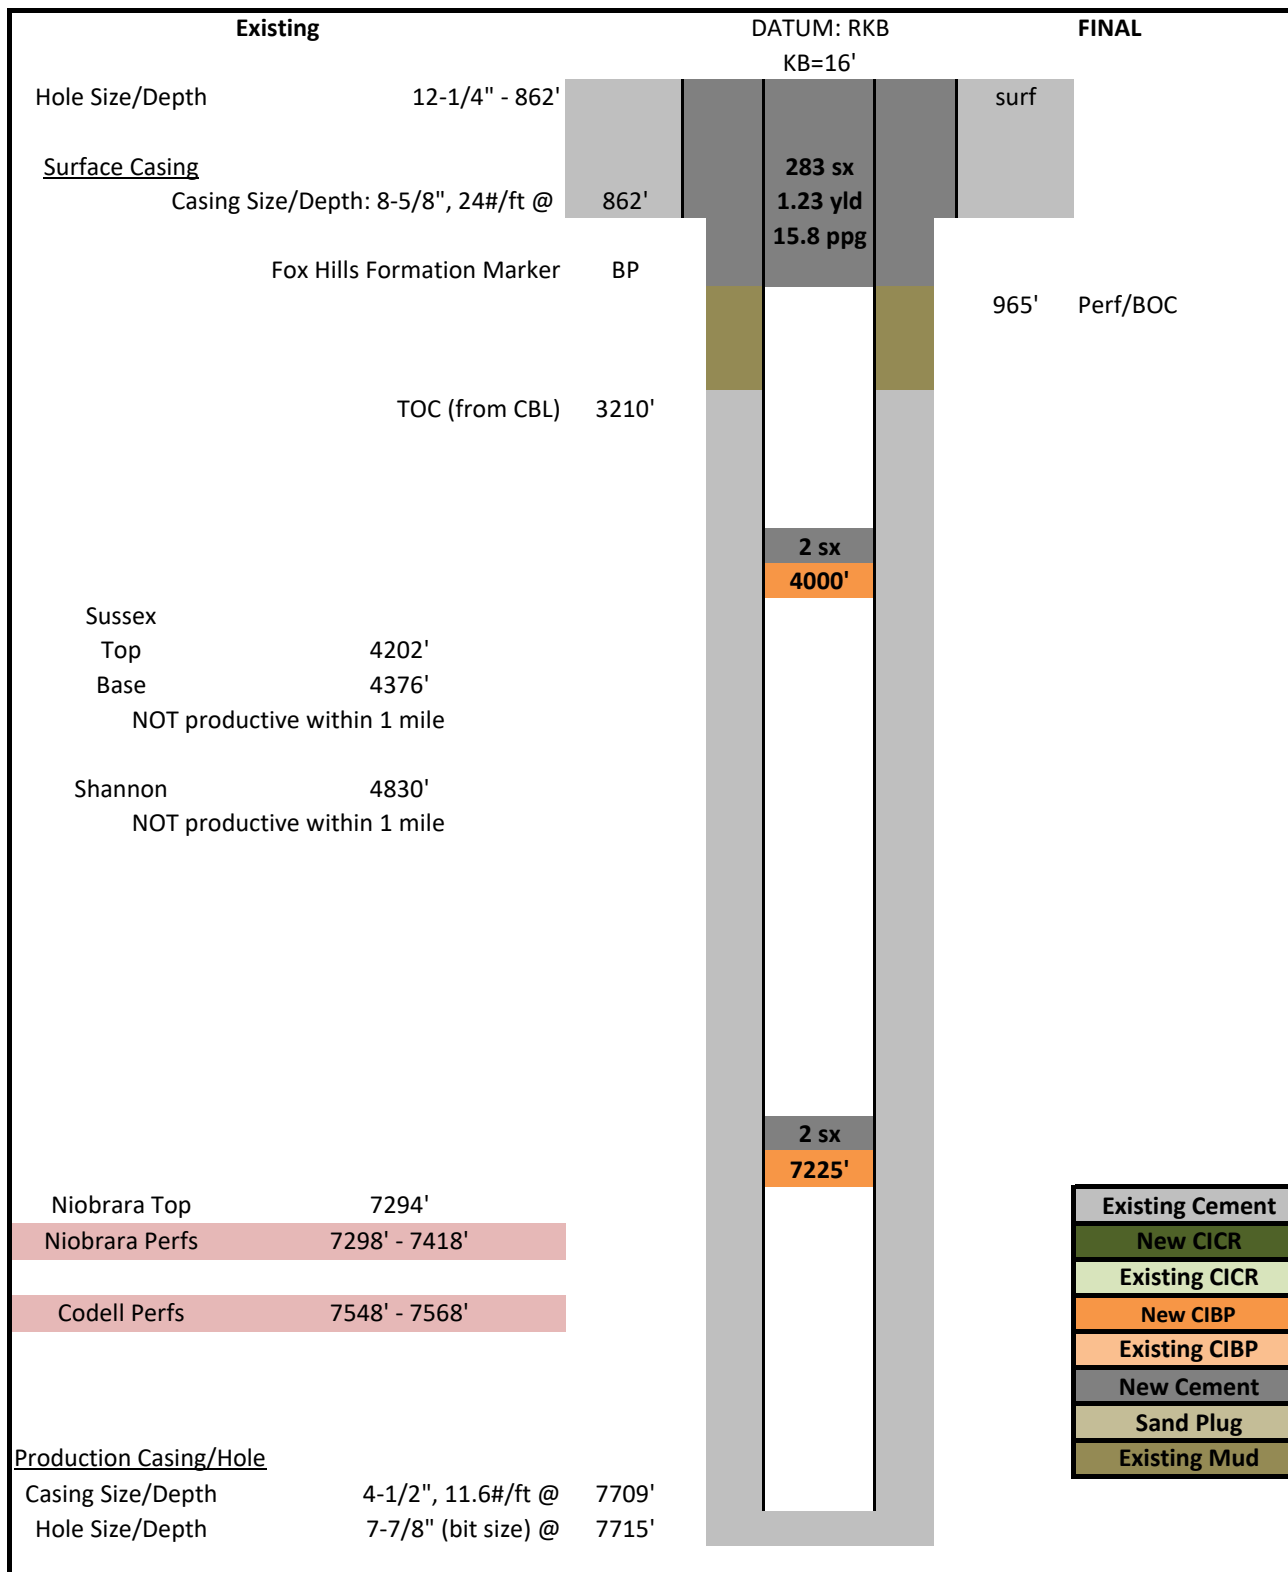 Existing DATUM: RKB FINAL
KB=16'
Hole Size/Depth 12-1/4" - 862' surf
Surface Casing 283 sx
Casing Size/Depth: 8-5/8", 24#/ft @ 862' 1.23 yld
15.8 ppg
Fox Hills Formation Marker BP
965' Perf/BOC
TOC (from CBL) 3210'
2 sx
4000'
Sussex
Top 4202'
Base 4376'
NOT productive within 1 mile
Shannon 4830'
NOT productive within 1 mile
2 sx
7225'
Niobrara Top 7294' Existing Cement
Niobrara Perfs 7298' - 7418' New CICR
Existing CICR
Codell Perfs 7548' - 7568' New CIBP
Existing CIBP
New Cement
Sand Plug
Production Casing/Hole Existing Mud
Casing Size/Depth 4-1/2", 11.6#/ft @ 7709'
Hole Size/Depth 7-7/8" (bit size) @ 7715'